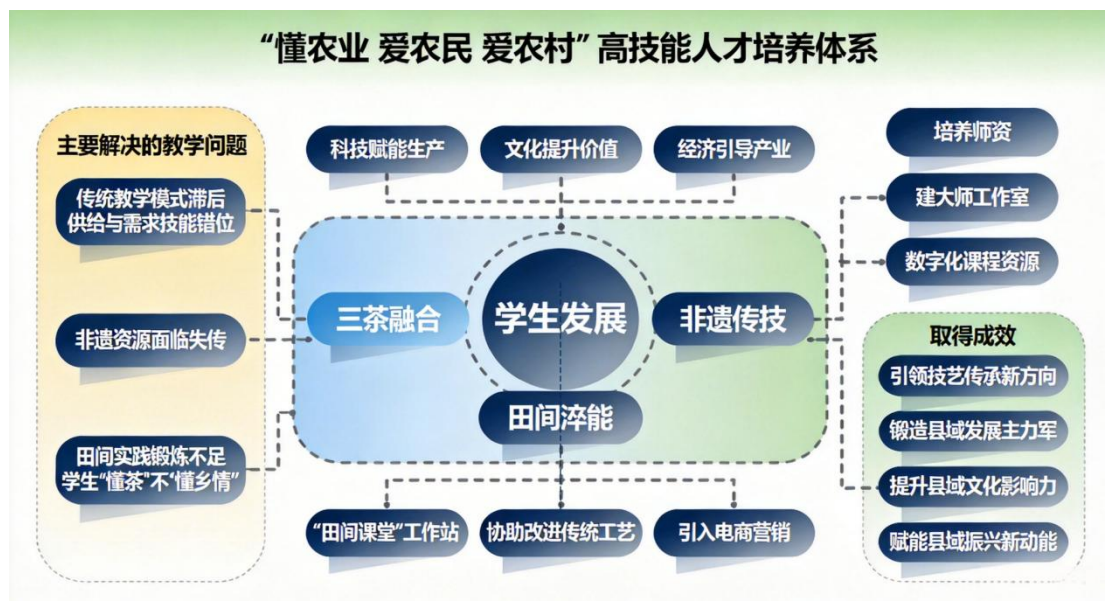 “懂农业 爱农民 爱农村” 高技能人才培养体系
主要解决的教学问题
传统教学模式滞后
供给与需求技能错位
非遗资源面临失传
田间实践锻炼不足
学生“懂茶”不“懂乡情”
科技赋能生产
文化提升价值
经济引导产业
三茶融合
学生发展
非遗传技
田间淬能
“田间课堂”工作站
协助改进传统工艺
引入电商营销
培养师资
建大师工作室
数字化课程资源
取得成效
引领技艺传承新方向
锻造县域发展主力军
提升县域文化影响力
赋能县域振兴新动能